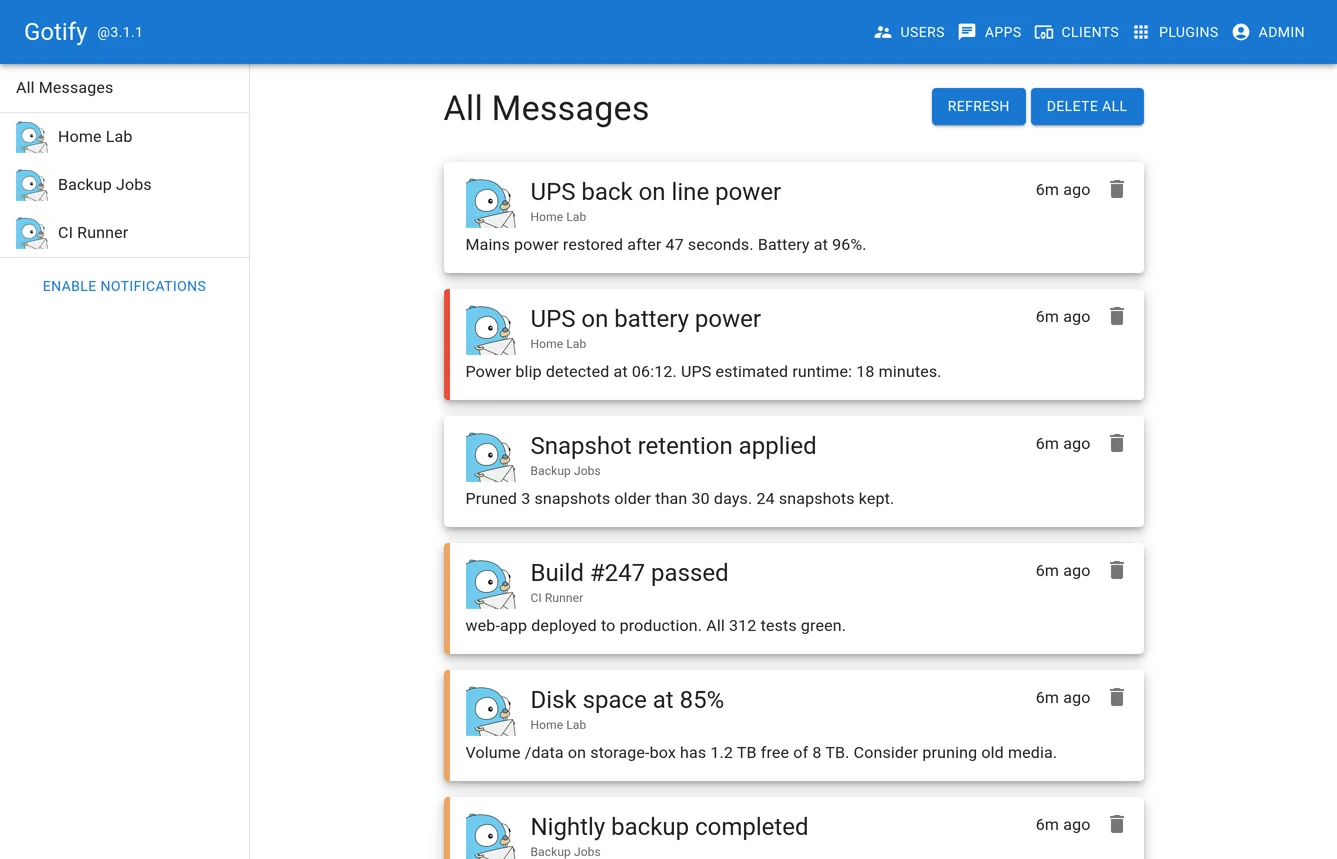 Gotify @3.1.1
USERS APPS CLIENTS PLUGINS ADMIN
All Messages
Home Lab
Backup Jobs
CI Runner
ENABLE NOTIFICATIONS
All Messages
REFRESH DELETE ALL
UPS back on line power 6m ago
Home Lab
Mains power restored after 47 seconds. Battery at 96%.
UPS on battery power 6m ago
Home Lab
Power blip detected at 06:12. UPS estimated runtime: 18 minutes.
Snapshot retention applied 6m ago
Backup Jobs
Pruned 3 snapshots older than 30 days. 24 snapshots kept.
Build #247 passed 6m ago
CI Runner
web-app deployed to production. All 312 tests green.
Disk space at 85% 6m ago
Home Lab
Volume /data on storage-box has 1.2 TB free of 8 TB. Consider pruning old media.
Nightly backup completed 6m ago
Backup Jobs